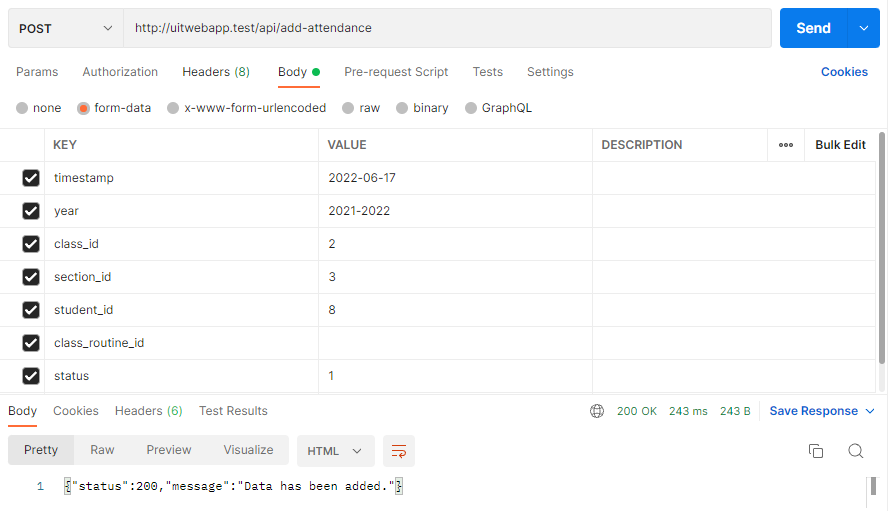 POST http://uitwebapp.test/api/add-attendance Send
Params Authorization Headers (8) Body Pre-request Script Tests Settings Cookies
none form-data x-www-form-urlencoded raw binary GraphQL
KEY VALUE DESCRIPTION Bulk Edit
timestamp 2022-06-17
year 2021-2022
class_id 2
section_id 3
student_id 8
class_routine_id
status 1
Body Cookies Headers (6) Test Results 200 OK 243 ms 243 B Save Response
Pretty Raw Preview Visualize HTML
1 {"status":200,"message":"Data has been added."}